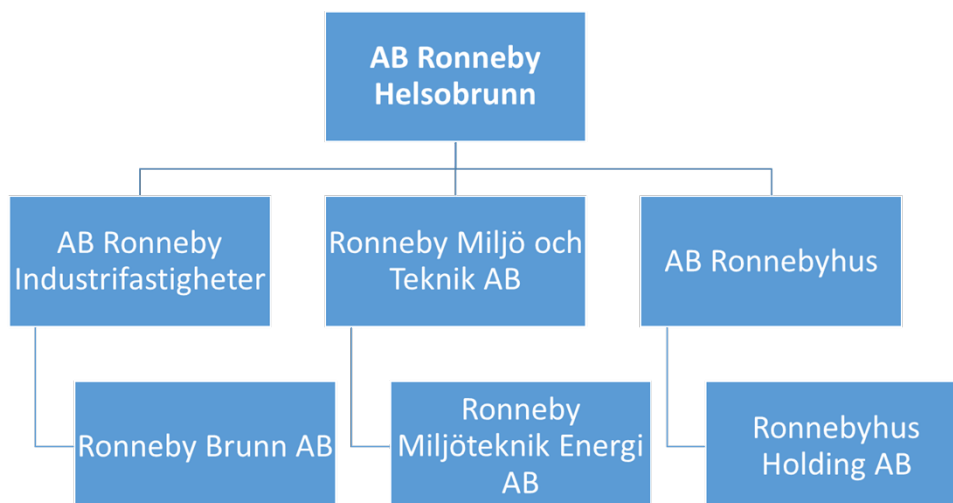 AB Ronneby
Helsobrunn
AB Ronneby
Industrifastigheter
Ronneby Miljö och
Teknik AB
AB Ronnebyhus
Ronneby Brunn AB
Ronneby
Miljöteknik Energi
AB
Ronnebyhus
Holding AB